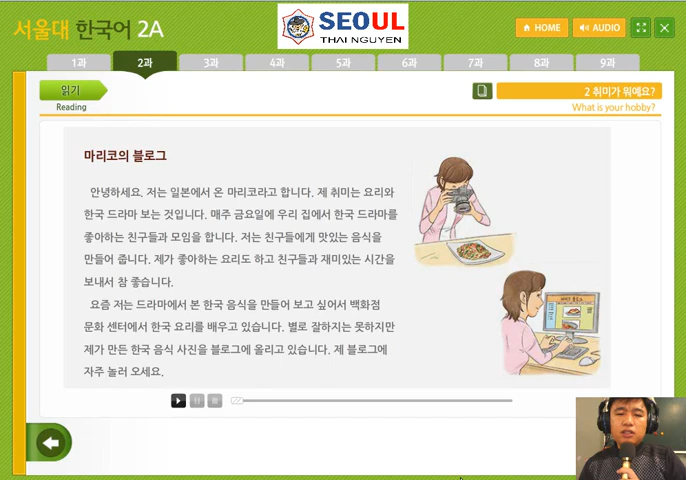 서울대 한국어 2A
SEOUL
THAI NGUYEN
HOME
AUDIO
1과
2과
3과
4과
5과
6과
7과
8과
9과
읽기
Reading
2 취미가 뭐예요?
What is your hobby?
마리코의 블로그
안녕하세요. 저는 일본에서 온 마리코라고 합니다. 제 취미는 요리와
한국 드라마 보는 것입니다. 매주 금요일에 우리 집에서 한국 드라마를
좋아하는 친구들과 모임을 합니다. 저는 친구들에게 맛있는 음식을
만들어 줍니다. 제가 좋아하는 요리도 하고 친구들과 재미있는 시간을
보내서 참 좋습니다.
요즘 저는 드라마에서 본 한국 음식을 만들어 보고 싶어서 백화점
문화 센터에서 한국 요리를 배우고 있습니다. 별로 잘하지는 못하지만
제가 만든 한국 음식 사진을 블로그에 올리고 있습니다. 제 블로그에
자주 놀러 오세요.